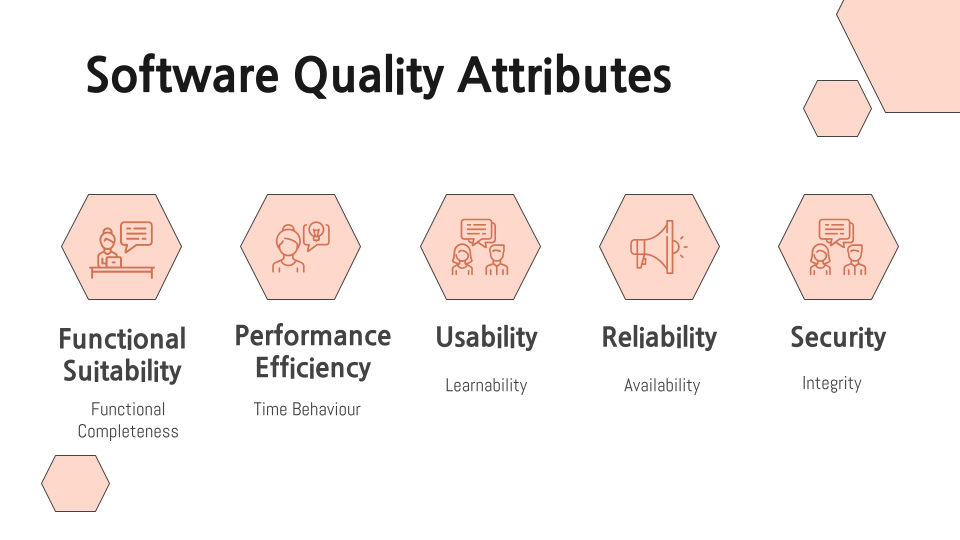 Software Quality Attributes
Functional
Suitability
Functional
Completeness
Performance
Efficiency
Time Behaviour
Usability
Learnability
Reliability
Availability
Security
Integrity